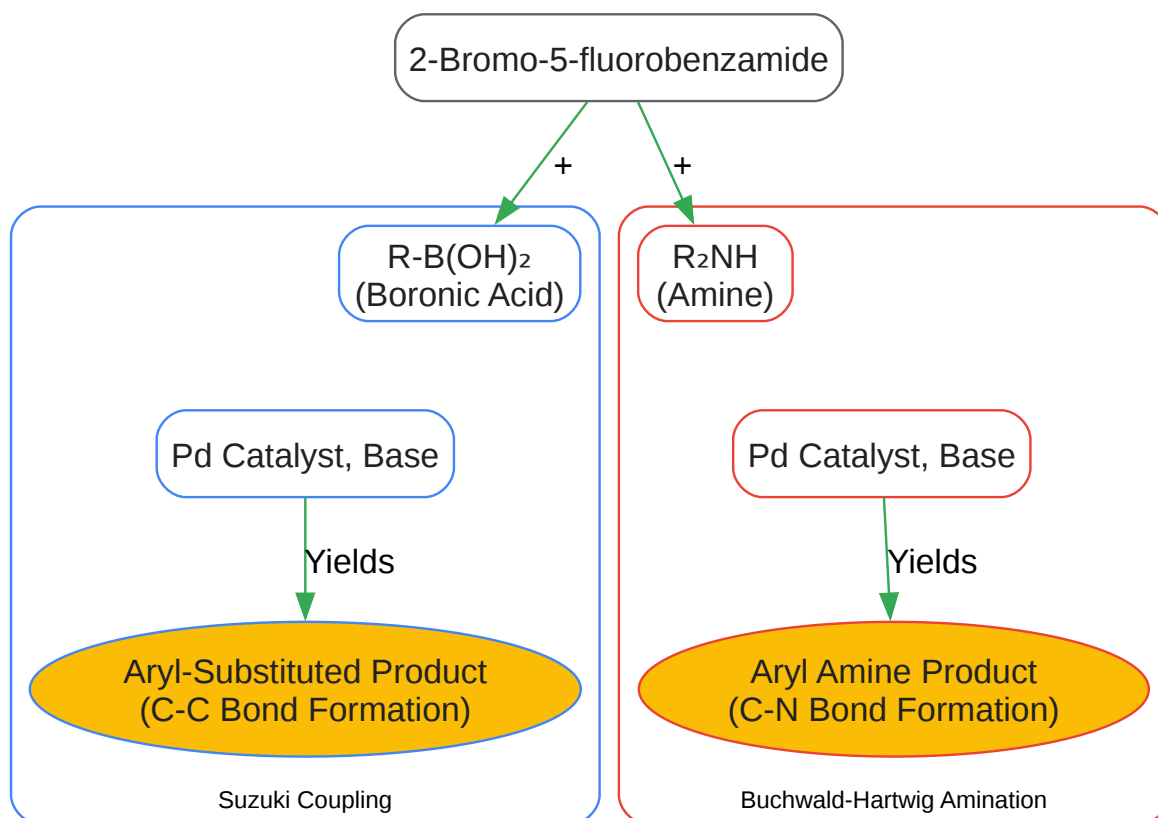 2-Bromo-5-fluorobenzamide
+
+
R-B(OH)₂
(Boronic Acid)
R₂NH
(Amine)
Pd Catalyst, Base
Pd Catalyst, Base
Yields
Yields
Aryl-Substituted Product
(C-C Bond Formation)
Aryl Amine Product
(C-N Bond Formation)
Suzuki Coupling
Buchwald-Hartwig Amination